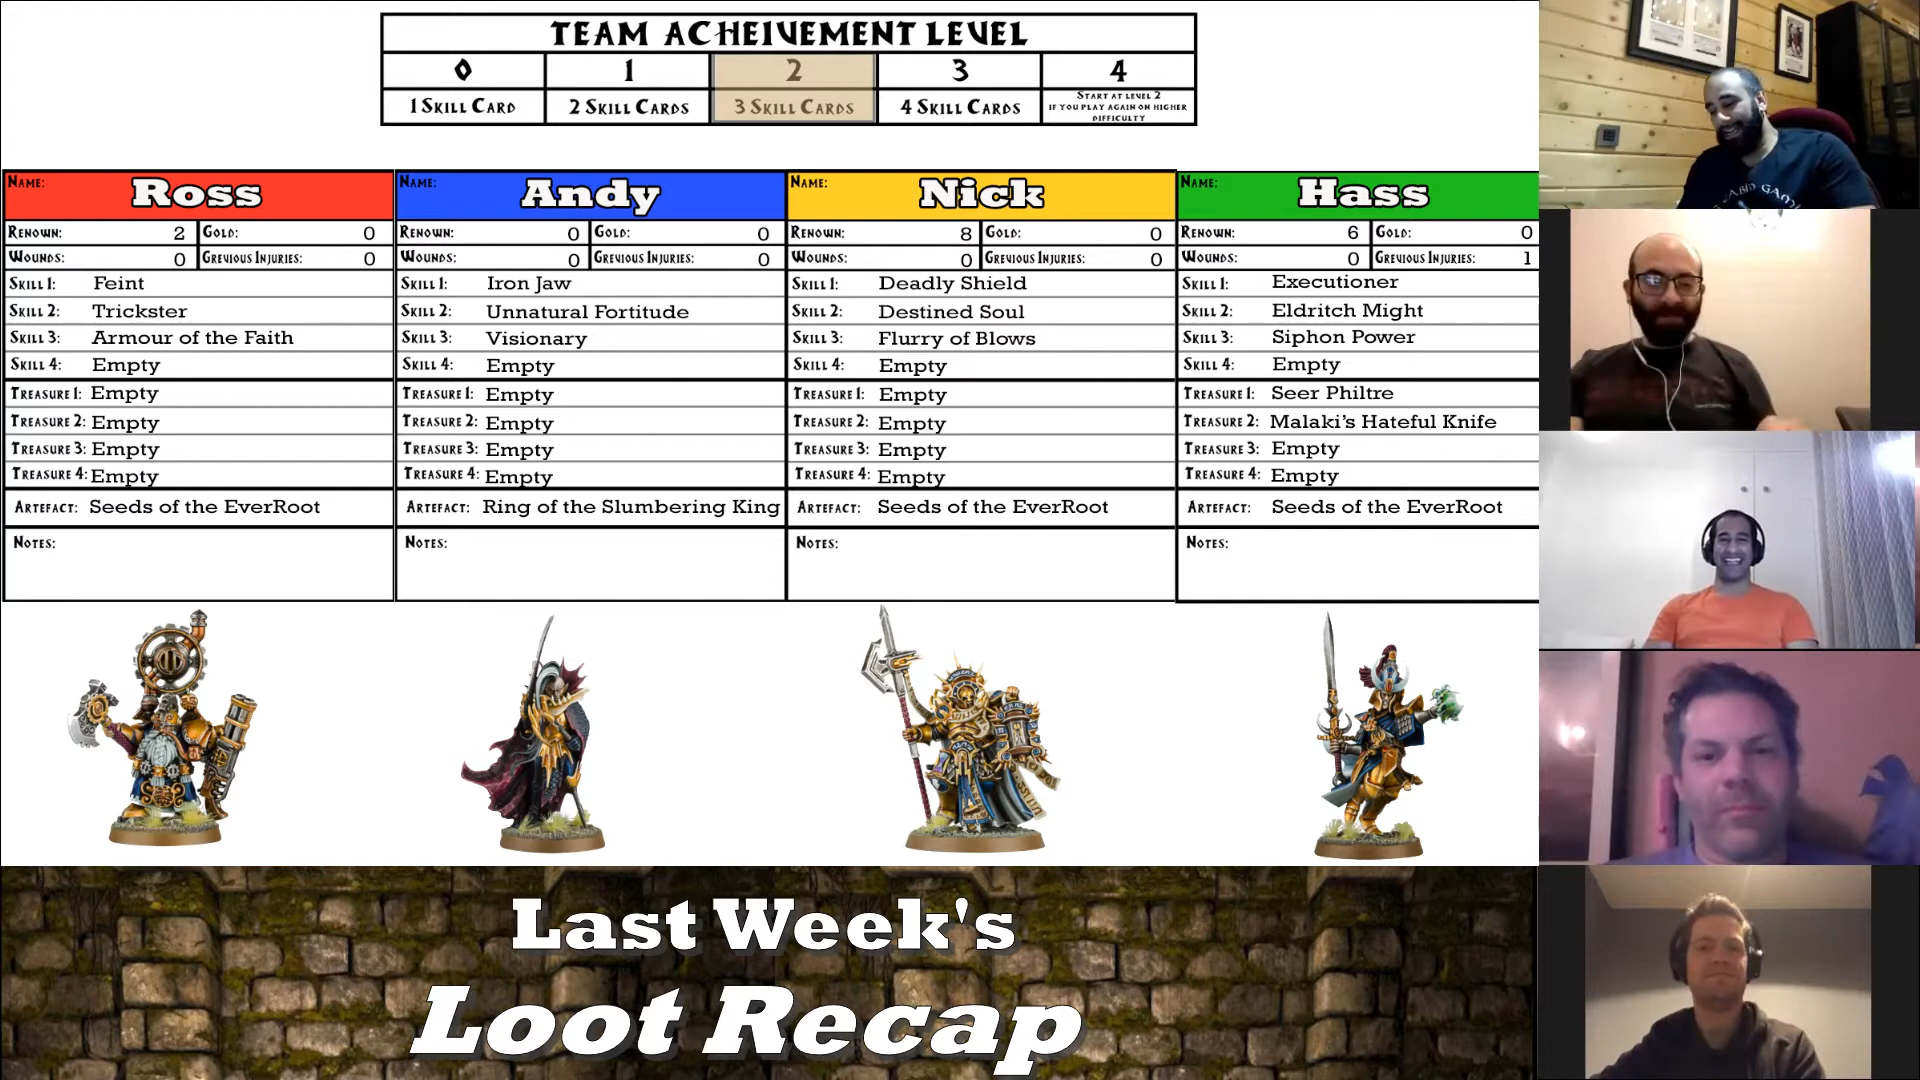 TEAM ACHEIVEMENT LEVEL
0 1 2 3 4
1 Skill Card 2 Skill Cards 3 Skill Cards 4 Skill Cards Start at level 2 if you play again on higher difficulty
Name: Ross
Renown: 2 Gold: 0
Wounds: 0 Grevious Injuries: 0
Skill 1: Feint
Skill 2: Trickster
Skill 3: Armour of the Faith
Skill 4: Empty
Treasure 1: Empty
Treasure 2: Empty
Treasure 3: Empty
Treasure 4: Empty
Artefact: Seeds of the EverRoot
Notes:
Name: Andy
Renown: 0 Gold: 0
Wounds: 0 Grevious Injuries: 0
Skill 1: Iron Jaw
Skill 2: Unnatural Fortitude
Skill 3: Visionary
Skill 4: Empty
Treasure 1: Empty
Treasure 2: Empty
Treasure 3: Empty
Treasure 4: Empty
Artefact: Ring of the Slumbering King
Notes:
Name: Nick
Renown: 8 Gold: 0
Wounds: 0 Grevious Injuries: 0
Skill 1: Deadly Shield
Skill 2: Destined Soul
Skill 3: Flurry of Blows
Skill 4: Empty
Treasure 1: Empty
Treasure 2: Empty
Treasure 3: Empty
Treasure 4: Empty
Artefact: Seeds of the EverRoot
Notes:
Name: Hass
Renown: 6 Gold: 0
Wounds: 0 Grevious Injuries: 1
Skill 1: Executioner
Skill 2: Eldritch Might
Skill 3: Siphon Power
Skill 4: Empty
Treasure 1: Seer Philtre
Treasure 2: Malaki's Hateful Knife
Treasure 3: Empty
Treasure 4: Empty
Artefact: Seeds of the EverRoot
Notes:
Last Week's
Loot Recap